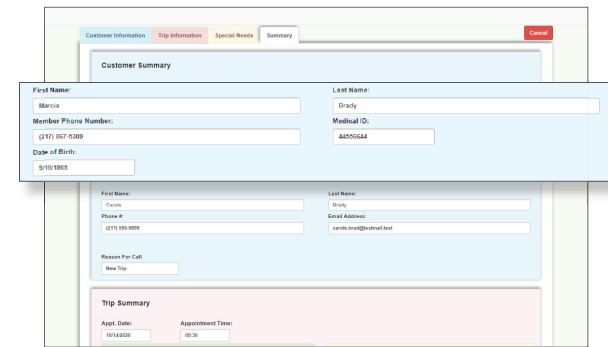 Customer Information Trip Information Special Needs Summary Cancel
Customer Summary
First Name: Last Name:
Marcia Brady
Member Phone Number: Medical ID:
(217) 867-5309 44556644
Date of Birth:
9/19/1985
First Name: Last Name:
Carole Brady
Phone #: Email Address:
(217) 555-9999 carole.brad@testmail.test
Reason For Call
New Trip
Trip Summary
Appt. Date: Appointment Time:
10/14/2020 09:30